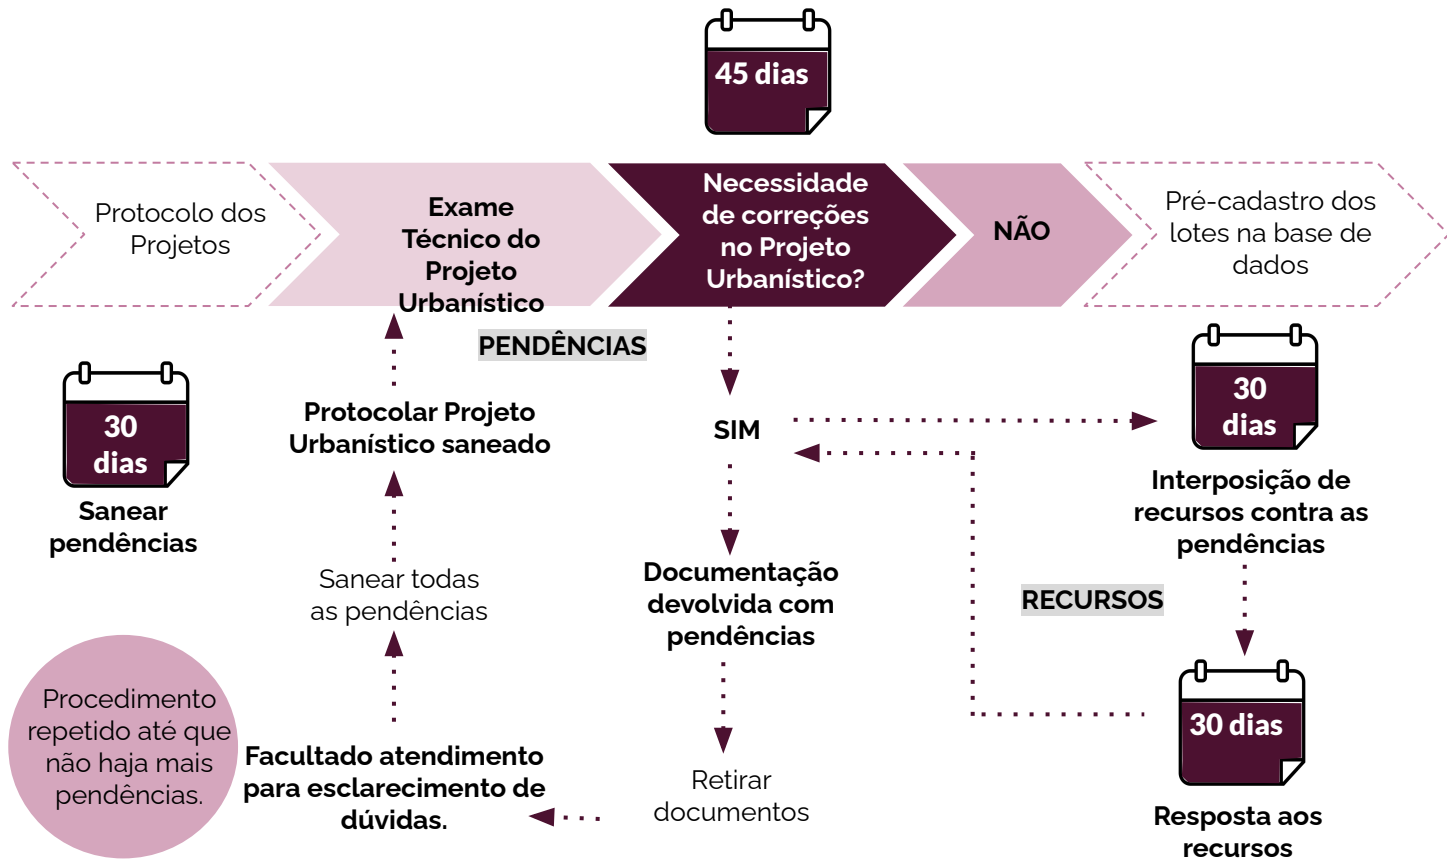 45 dias
Protocolo dos
Projetos
Exame
Técnico do
Projeto
Urbanístico
Necessidade
de correções
no Projeto
Urbanístico?
NÃO
Pré-cadastro dos
lotes na base de
dados
PENDÊNCIAS
30
dias
Sanear
pendências
Protocolar Projeto
Urbanístico saneado
SIM
30
dias
Interposição de
recursos contra as
pendências
Sanear todas
as pendências
Documentação
devolvida com
pendências
RECURSOS
Procedimento
repetido até que
não haja mais
pendências.
Facultado atendimento
para esclarecimento de
dúvidas.
Retirar
documentos
30 dias
Resposta aos
recursos